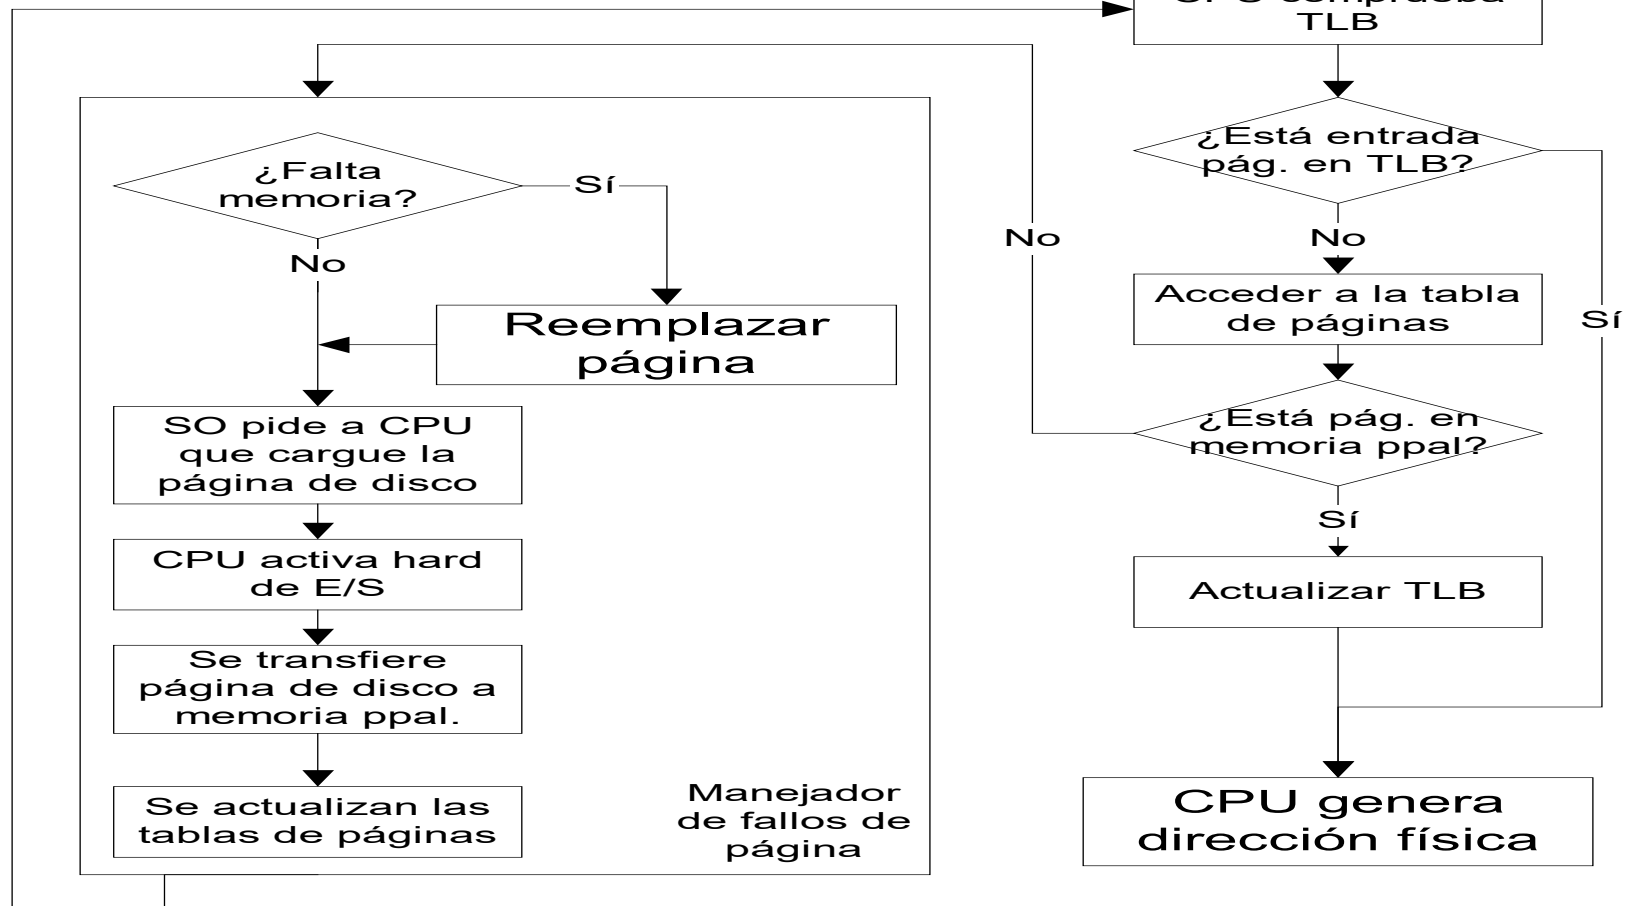 TLB
¿Está entrada
pág. en TLB?
No
Sí
Acceder a la tabla
de páginas
¿Está pág. en
memoria ppal?
No
Sí
Actualizar TLB
CPU genera
dirección física
¿Falta
memoria?
Sí
No
Reemplazar
página
SO pide a CPU
que cargue la
página de disco
CPU activa hard
de E/S
Se transfiere
página de disco a
memoria ppal.
Se actualizan las
tablas de páginas
Manejador
de fallos de
página